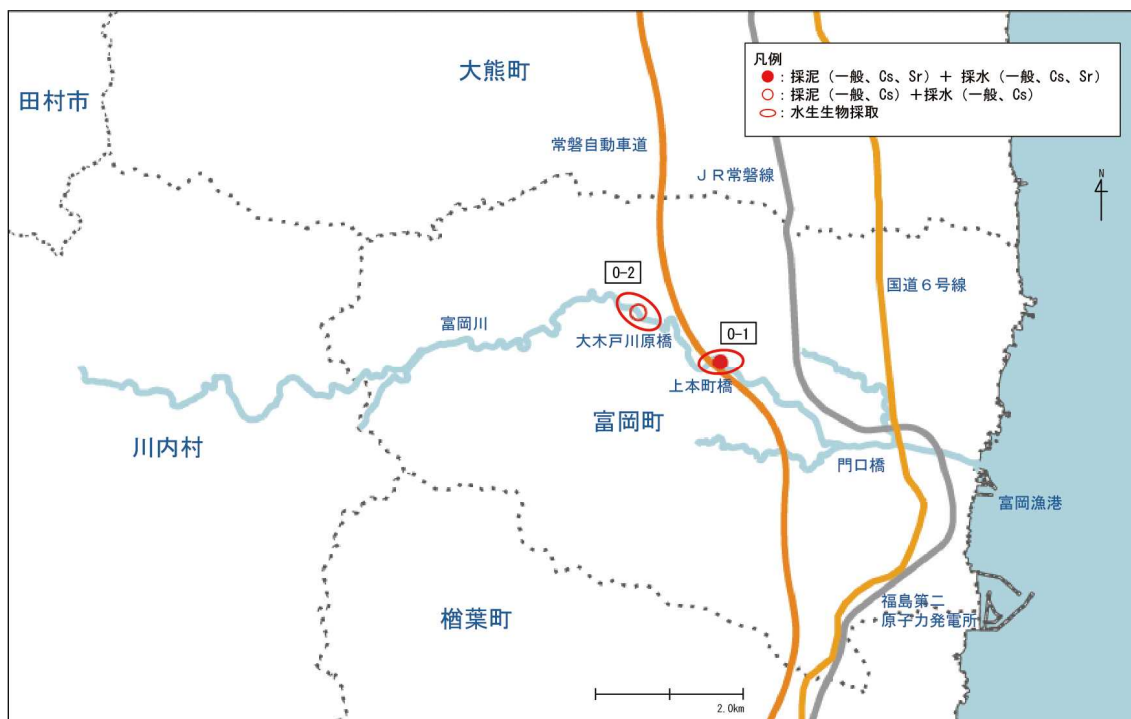 凡例
●：採泥（一般、Cs、Sr）＋ 採水（一般、Cs、Sr）
○：採泥（一般、Cs）＋採水（一般、Cs）
：水生生物採取
大熊町
田村市
常磐自動車道
ＪＲ常磐線
N
国道６号線
0-2
富岡川
大木戸川原橋
0-1
上本町橋
富岡町
川内村
門口橋
富岡漁港
福島第二
原子力発電所
楢葉町
2.0km